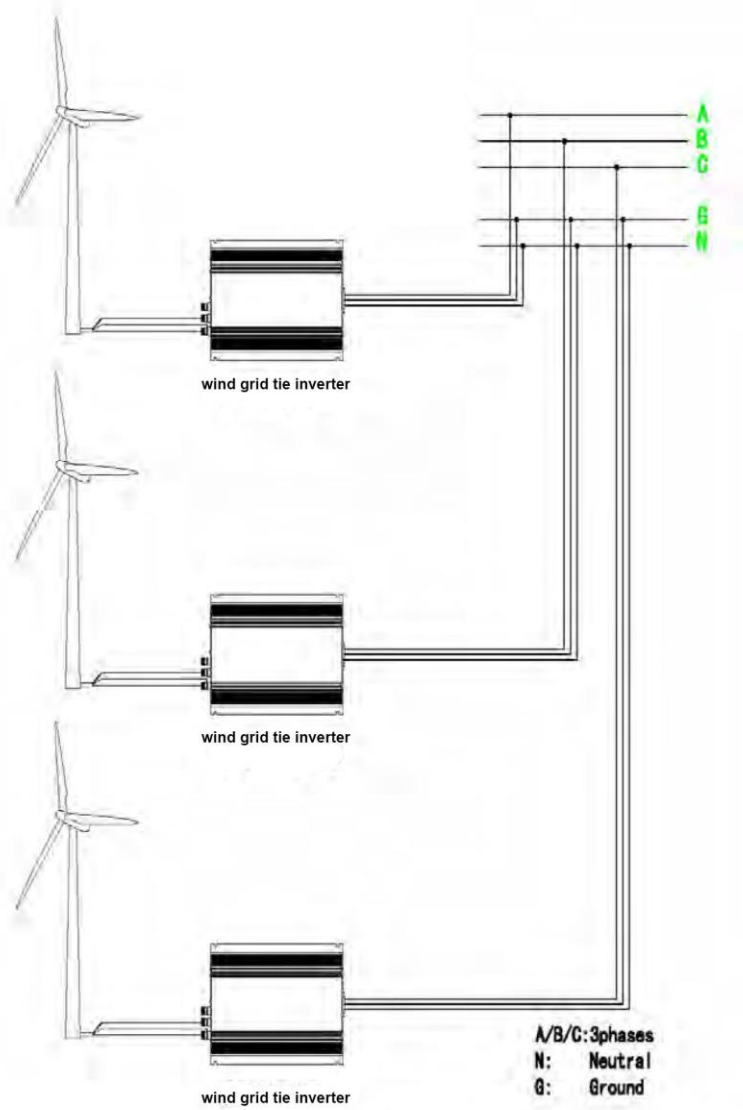 A
B
C
G
N
wind grid tie inverter
wind grid tie inverter
wind grid tie inverter
A/B/C:3phases
N: Neutral
G: Ground